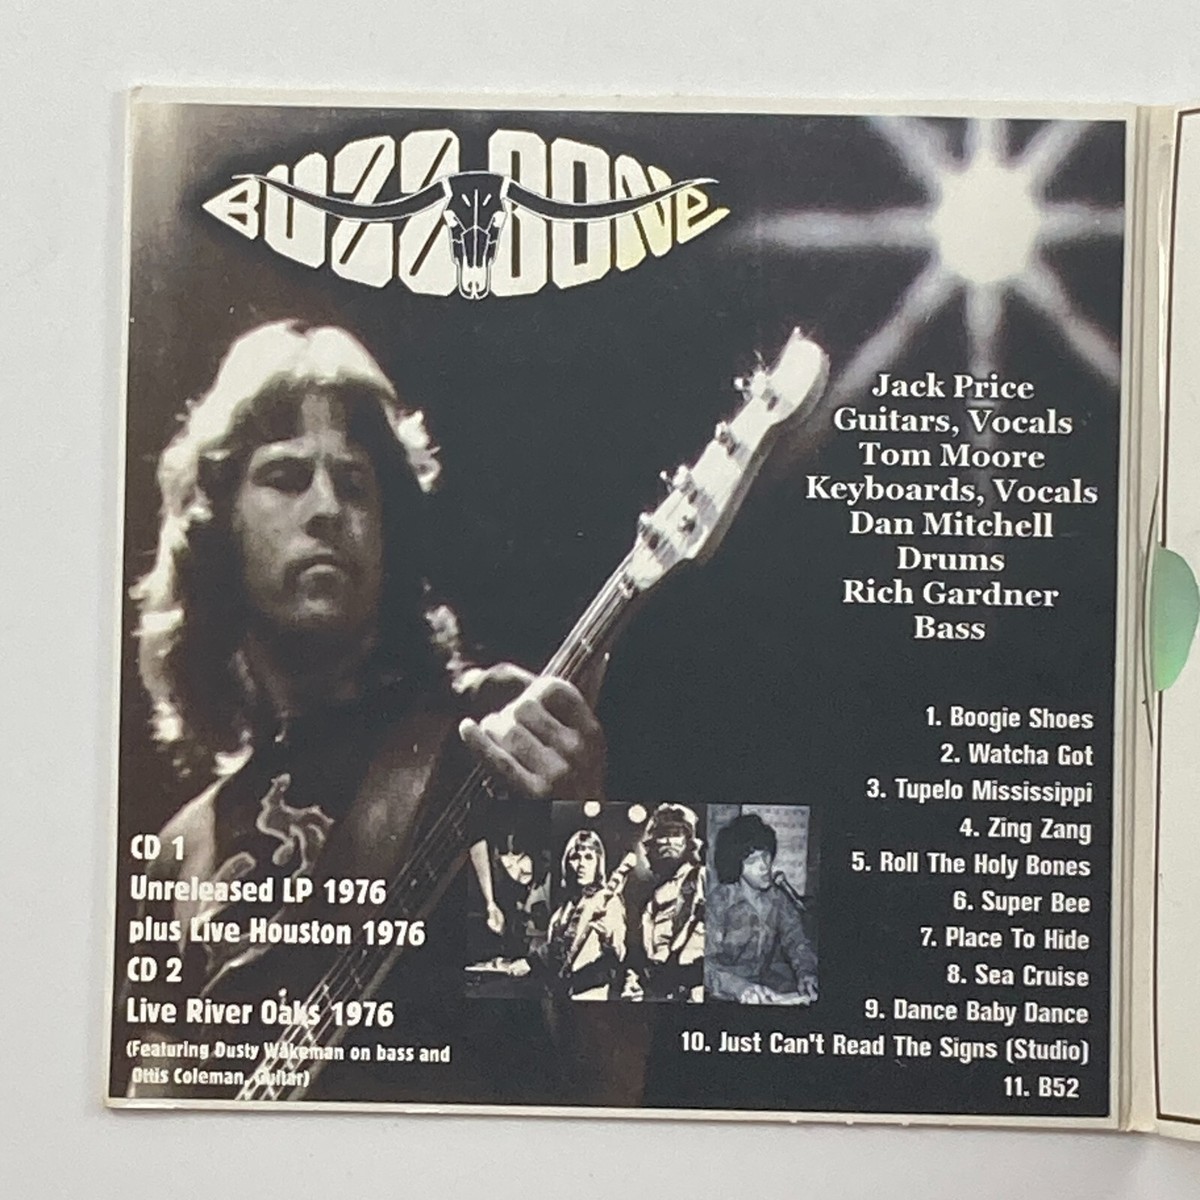 BUZZBONE
Jack Price
Guitars, Vocals
Tom Moore
Keyboards, Vocals
Dan Mitchell
Drums
Rich Gardner
Bass
1. Boogie Shoes
2. Watcha Got
3. Tupelo Mississippi
4. Zing Zang
5. Roll The Holy Bones
6. Super Bee
7. Place To Hide
8. Sea Cruise
9. Dance Baby Dance
10. Just Can't Read The Signs (Studio)
11. B52
CD 1
Unreleased LP 1976
plus Live Houston 1976
CD 2
Live River Oaks 1976
(Featuring Dusty Wakeman on bass and
Ottis Coleman, Guitar)